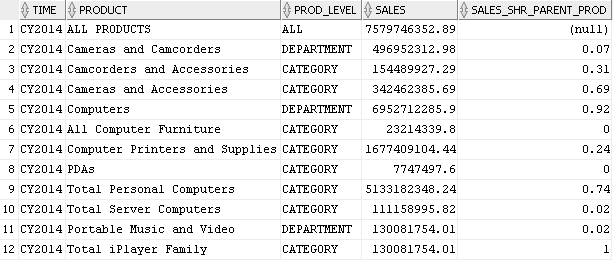 TIME PRODUCT PROD_LEVEL SALES SALES_SHR_PARENT_PROD
1 CY2014 ALL PRODUCTS ALL 7579746352.89 (null)
2 CY2014 Cameras and Camcorders DEPARTMENT 496952312.98 0.07
3 CY2014 Camcorders and Accessories CATEGORY 154489927.29 0.31
4 CY2014 Cameras and Accessories CATEGORY 342462385.69 0.69
5 CY2014 Computers DEPARTMENT 6952712285.9 0.92
6 CY2014 All Computer Furniture CATEGORY 23214339.8 0
7 CY2014 Computer Printers and Supplies CATEGORY 1677409104.44 0.24
8 CY2014 PDAs CATEGORY 7747497.6 0
9 CY2014 Total Personal Computers CATEGORY 5133182348.24 0.74
10 CY2014 Total Server Computers CATEGORY 111158995.82 0.02
11 CY2014 Portable Music and Video DEPARTMENT 130081754.01 0.02
12 CY2014 Total iPlayer Family CATEGORY 130081754.01 1